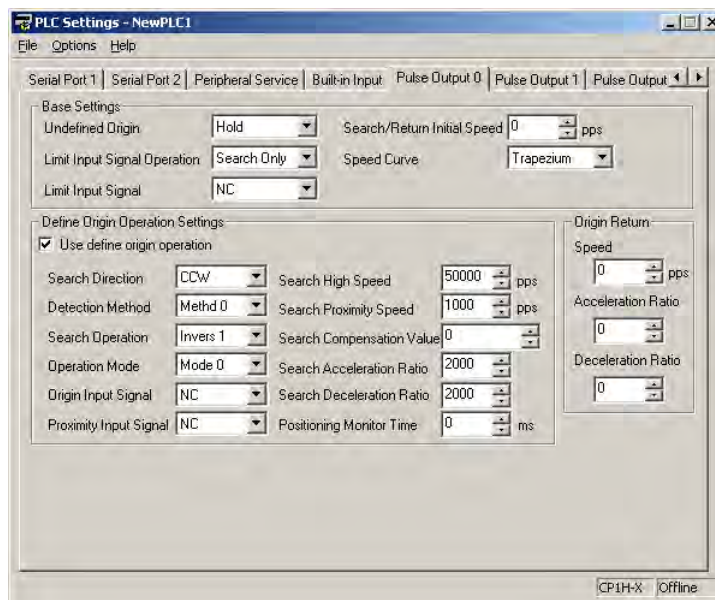 PLC Settings - NewPLC1
File Options Help
Serial Port 1 Serial Port 2 Peripheral Service Built-in Input Pulse Output 0 Pulse Output 1 Pulse Output
Base Settings
Undefined Origin Hold Search/Return Initial Speed 0 pps
Limit Input Signal Operation Search Only Speed Curve Trapezium
Limit Input Signal NC
Define Origin Operation Settings
Use define origin operation
Search Direction CCW Search High Speed 50000 pps
Detection Method Methd 0 Search Proximity Speed 1000 pps
Search Operation Invers 1 Search Compensation Value 0
Operation Mode Mode 0 Search Acceleration Ratio 2000
Origin Input Signal NC Search Deceleration Ratio 2000
Proximity Input Signal NC Positioning Monitor Time 0 ms
Origin Return
Speed
0 pps
Acceleration Ratio
0
Deceleration Ratio
0
CP1H-X Offline